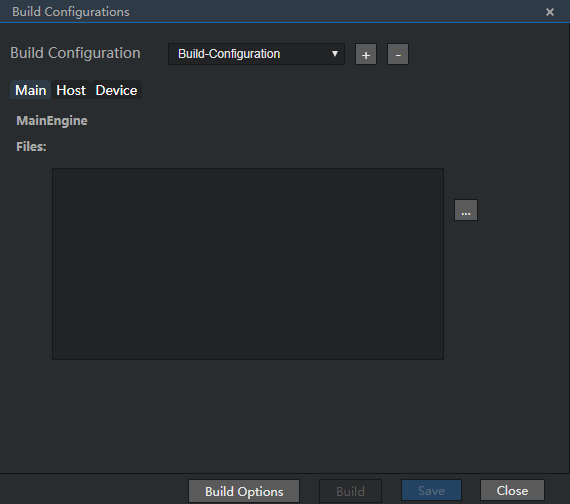 Build Configurations ×
Build Configuration Build-Configuration ▼ + -
Main Host Device
MainEngine
Files:
...
Build Options Build Save Close